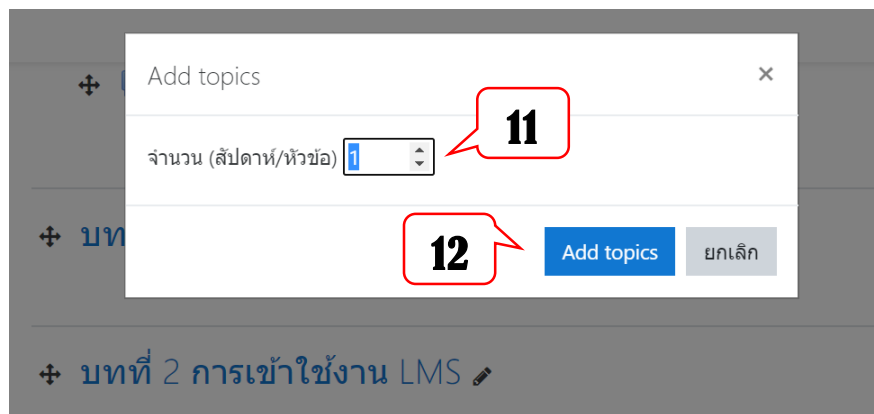 Add topics ×
11
จำนวน (สัปดาห์/หัวข้อ) 1
12
Add topics ยกเลิก
บท
บทที่ 2 การเข้าใช้งาน LMS